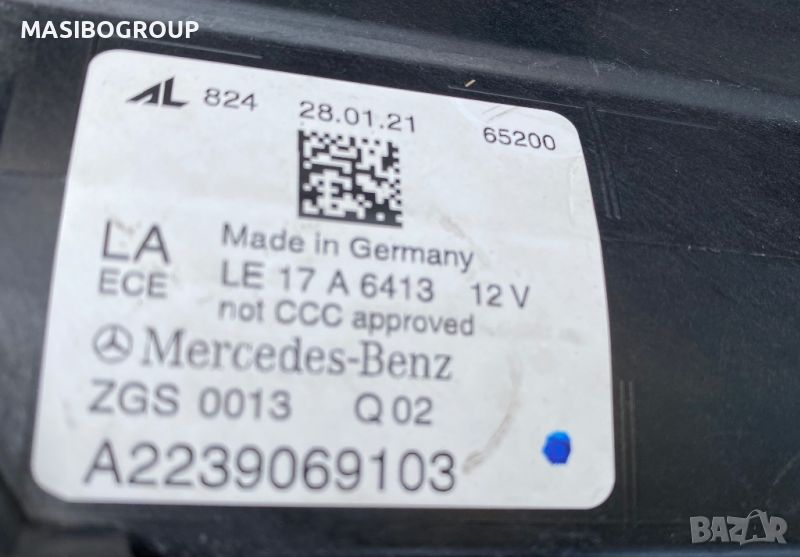 MASIBOGROUP
AL 824 28.01.21 65200
LA Made in Germany
ECE LE 17 A 6413 12 V
not CCC approved
Mercedes-Benz
ZGS 0013 Q 02
A2239069103
BAZAR